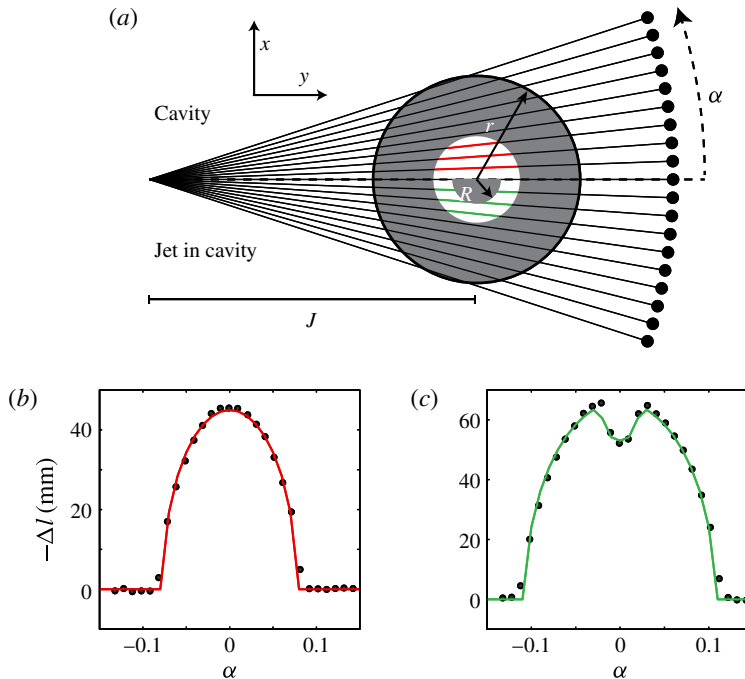 (a)
x
y
Cavity
α
r
R
Jet in cavity
J
(b)
(c)
60
40
40
−Δl (mm)
20
20
0
0
−0.1 0 0.1
−0.1 0 0.1
α
α